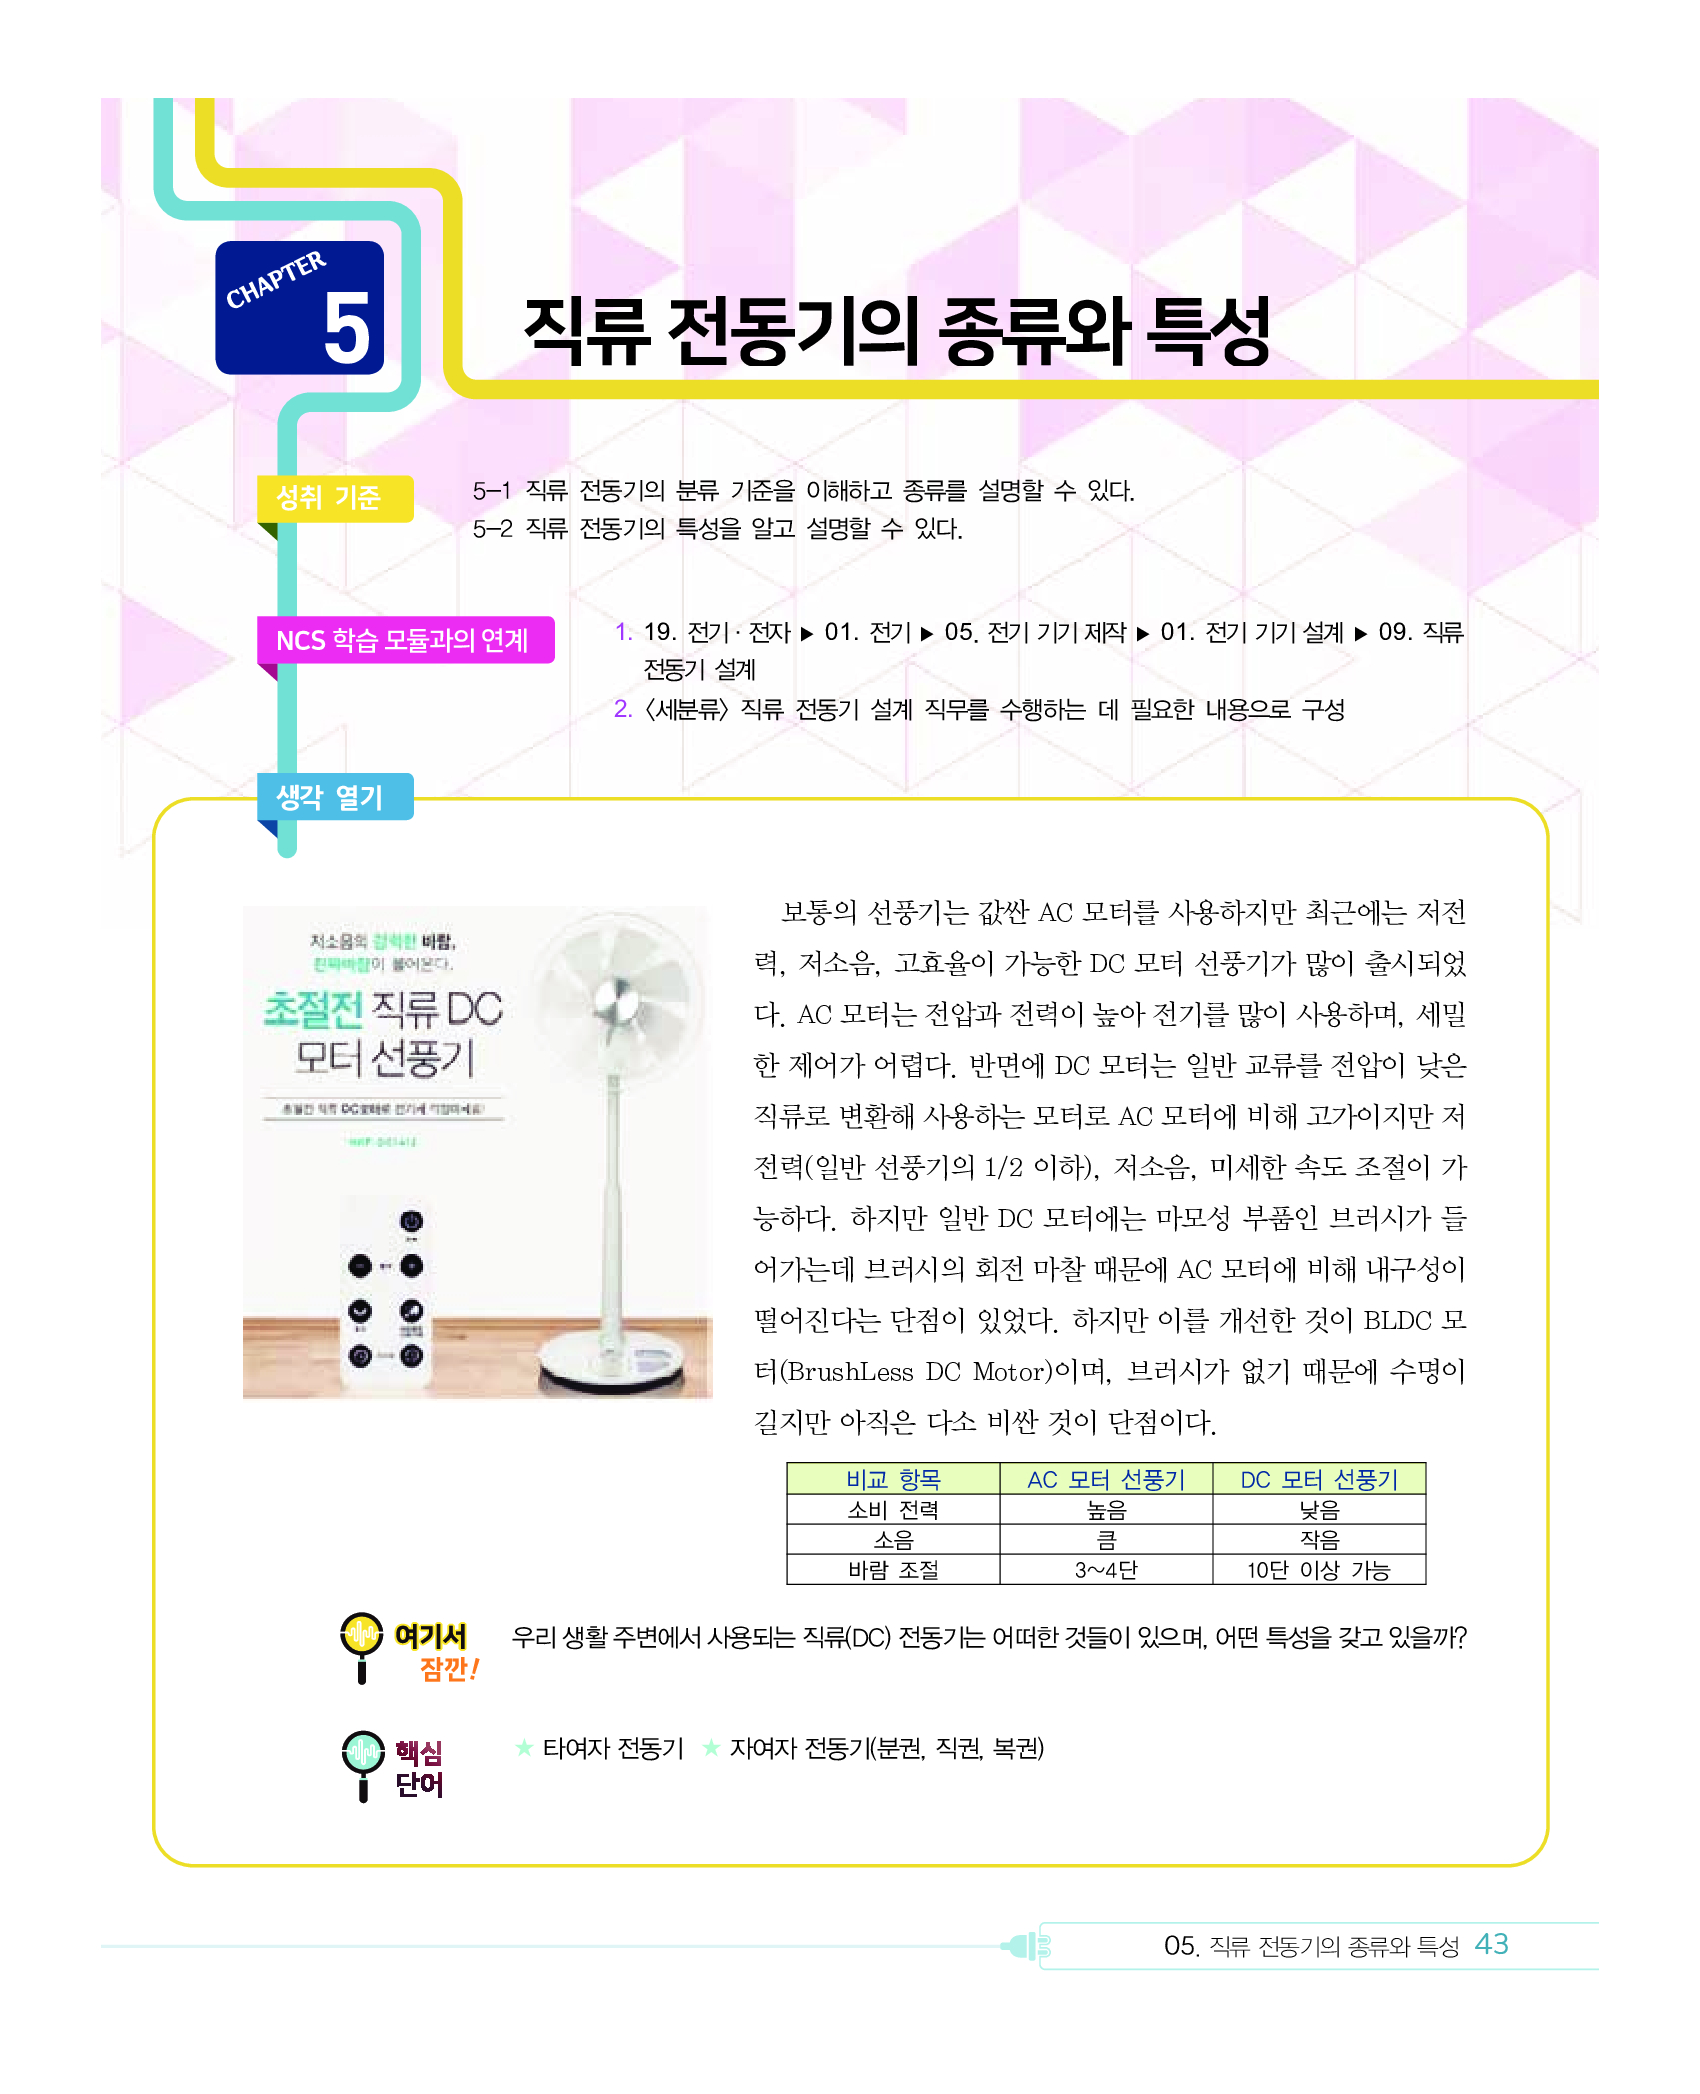 CHAPTER
5
직류 전동기의 종류와 특성
성취 기준
5-1 직류 전동기의 분류 기준을 이해하고 종류를 설명할 수 있다.
5-2 직류 전동기의 특성을 알고 설명할 수 있다.
NCS 학습 모듈과의 연계
1. 19. 전기·전자 ▶ 01. 전기 ▶ 05. 전기 기기 제작 ▶ 01. 전기 기기 설계 ▶ 09. 직류
전동기 설계
2. 〈세분류〉 직류 전동기 설계 직무를 수행하는 데 필요한 내용으로 구성
생각 열기
저소음의 강력한 바람,
진짜바람이 불어온다.
초절전 직류 DC
모터 선풍기
초절전 직류 DC모터로 전기세 걱정마세요!
보통의 선풍기는 값싼 AC 모터를 사용하지만 최근에는 저전
력, 저소음, 고효율이 가능한 DC 모터 선풍기가 많이 출시되었
다. AC 모터는 전압과 전력이 높아 전기를 많이 사용하며, 세밀
한 제어가 어렵다. 반면에 DC 모터는 일반 교류를 전압이 낮은
직류로 변환해 사용하는 모터로 AC 모터에 비해 고가이지만 저
전력(일반 선풍기의 1/2 이하), 저소음, 미세한 속도 조절이 가
능하다. 하지만 일반 DC 모터에는 마모성 부품인 브러시가 들
어가는데 브러시의 회전 마찰 때문에 AC 모터에 비해 내구성이
떨어진다는 단점이 있었다. 하지만 이를 개선한 것이 BLDC 모
터(BrushLess DC Motor)이며, 브러시가 없기 때문에 수명이
길지만 아직은 다소 비싼 것이 단점이다.
비교 항목 AC 모터 선풍기 DC 모터 선풍기
소비 전력 높음 낮음
소음 큼 작음
바람 조절 3~4단 10단 이상 가능
여기서
잠깐!
우리 생활 주변에서 사용되는 직류(DC) 전동기는 어떠한 것들이 있으며, 어떤 특성을 갖고 있을까?
핵심
단어
★ 타여자 전동기 ★ 자여자 전동기(분권, 직권, 복권)
05. 직류 전동기의 종류와 특성 43